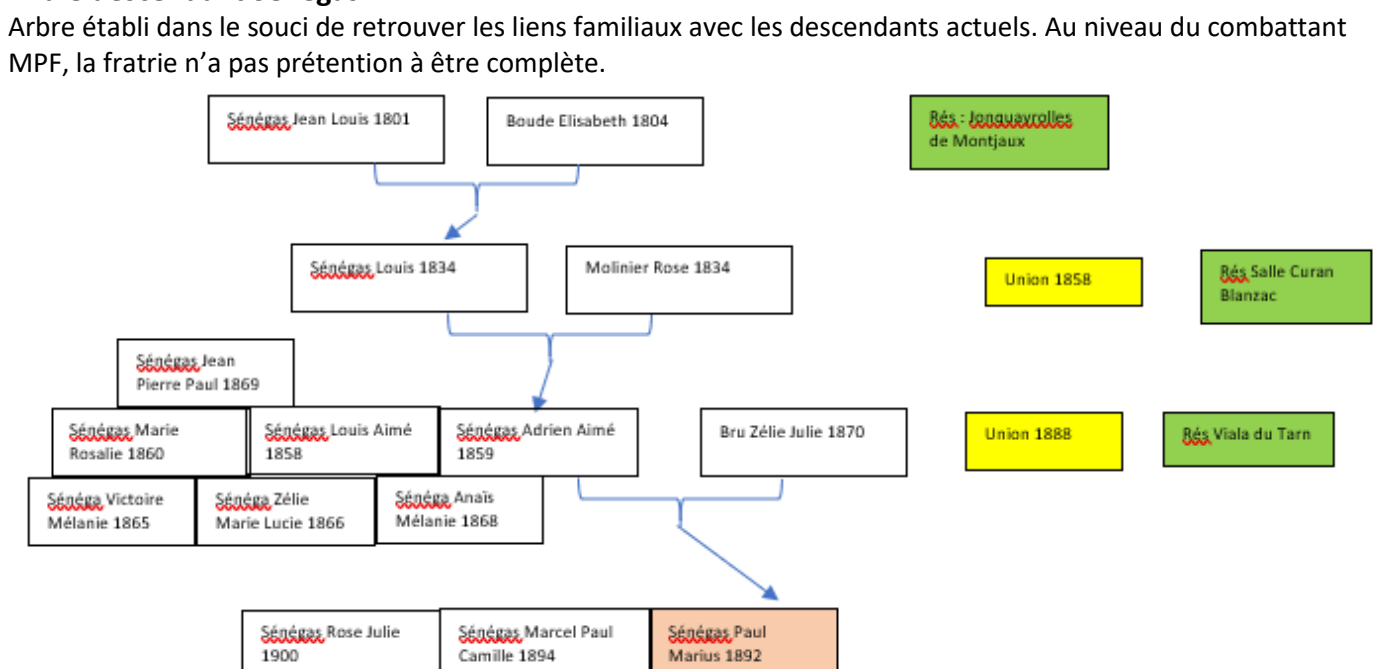 Arbre établi dans le souci de retrouver les liens familiaux avec les descendants actuels. Au niveau du combattant
MPF, la fratrie n’a pas prétention à être complète.
Sénégas Jean Louis 1801
Boude Elisabeth 1804
Rés : Jonquayrolles
de Montjaux
Sénégas Louis 1834
Molinier Rose 1834
Union 1858
Rés Salle Curan
Blanzac
Sénégas Jean
Pierre Paul 1869
Sénégas Marie
Rosalie 1860
Sénégas Louis Aimé
1858
Sénégas Adrien Aimé
1859
Bru Zélie Julie 1870
Union 1888
Rés Viala du Tarn
Sénéga Victoire
Mélanie 1865
Sénéga Zélie
Marie Lucie 1866
Sénéga Anaïs
Mélanie 1868
Sénégas Rose Julie
1900
Sénégas Marcel Paul
Camille 1894
Sénégas Paul
Marius 1892